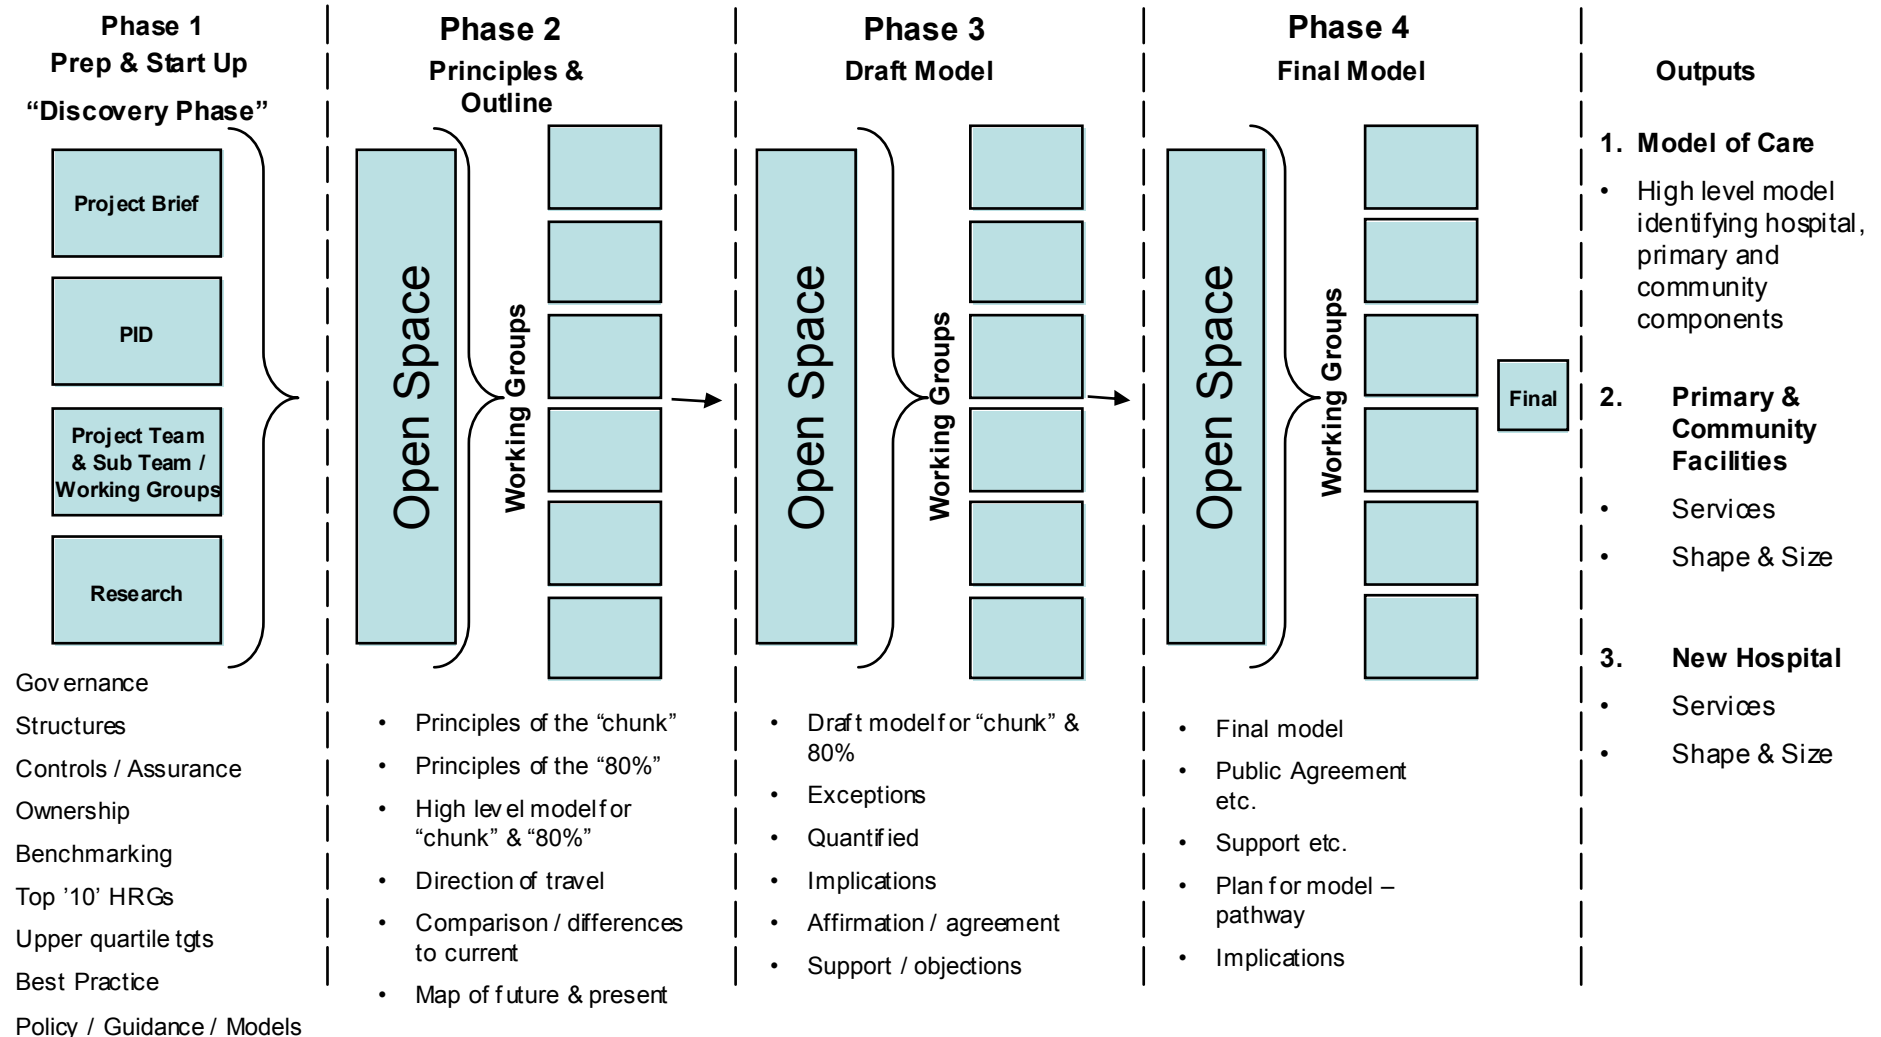 Phase 1
Prep & Start Up
“Discovery Phase”
Project Brief
PID
Project Team
& Sub Team /
Working Groups
Research
Governance
Structures
Controls / Assurance
Ownership
Benchmarking
Top ’10’ HRGs
Upper quartile tgts
Best Practice
Policy / Guidance / Models
Phase 2
Principles &
Outline
Open Space
Working Groups
• Principles of the “chunk”
• Principles of the “80%”
• High level model for
“chunk” & “80%”
• Direction of travel
• Comparison / differences
to current
• Map of future & present
Phase 3
Draft Model
Open Space
Working Groups
• Draft model for “chunk” &
80%
• Exceptions
• Quantified
• Implications
• Affirmation / agreement
• Support / objections
Phase 4
Final Model
Open Space
Working Groups
Final
• Final model
• Public Agreement
etc.
• Support etc.
• Plan for model –
pathway
• Implications
Outputs
1. Model of Care
• High level model
identifying hospital,
primary and
community
components
2. Primary &
Community
Facilities
• Services
• Shape & Size
3. New Hospital
• Services
• Shape & Size